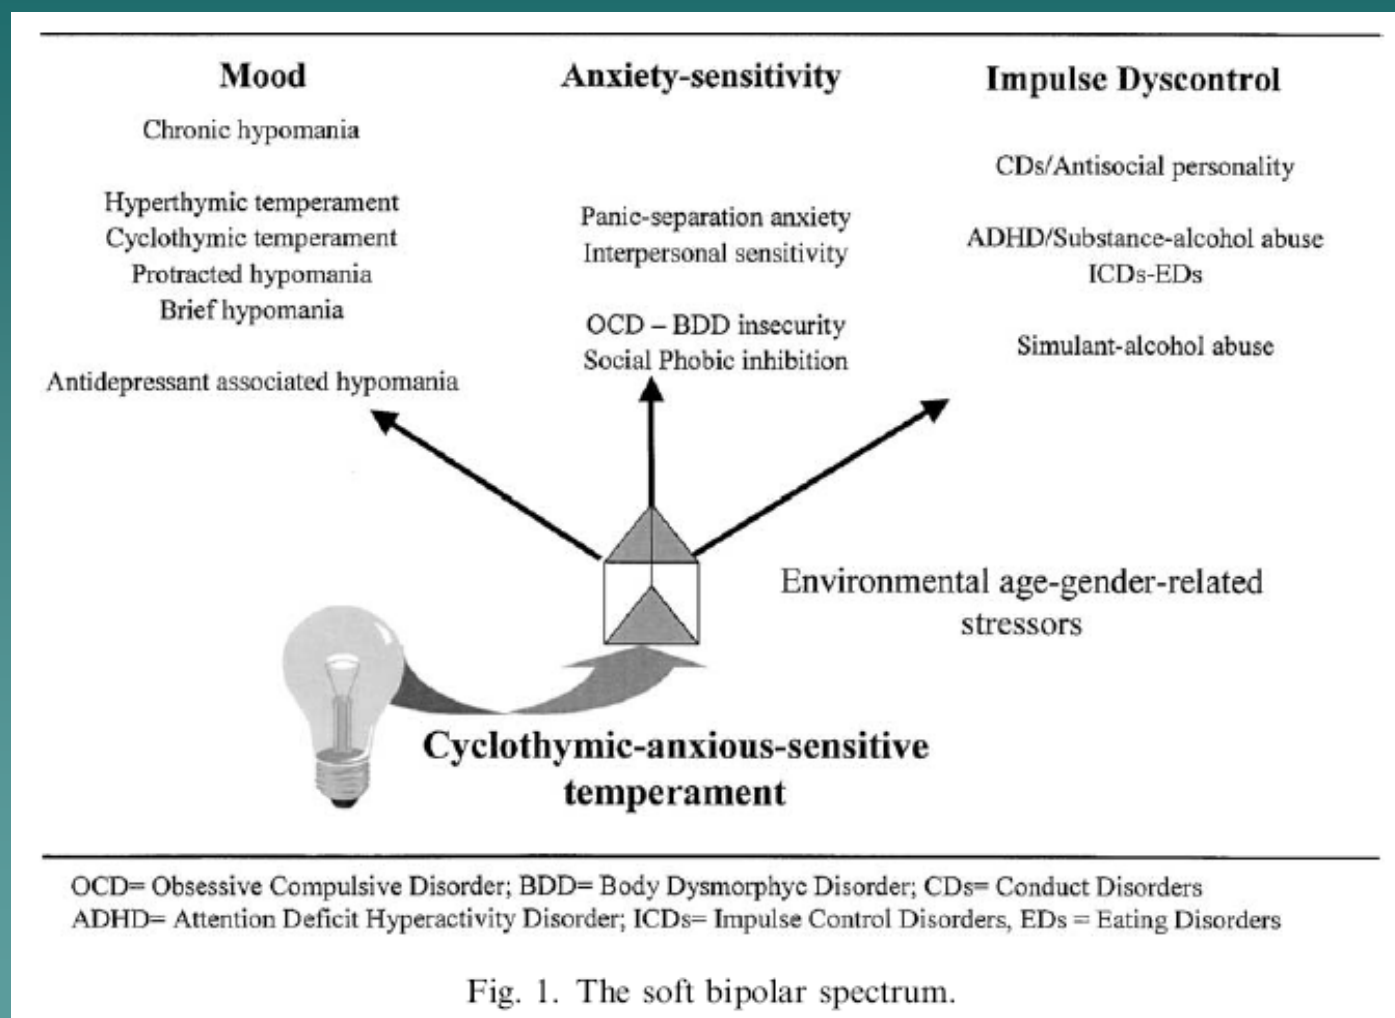 Mood
Chronic hypomania
Hyperthymic temperament
Cyclothymic temperament
Protracted hypomania
Brief hypomania
Antidepressant associated hypomania
Anxiety-sensitivity
Panic-separation anxiety
Interpersonal sensitivity
OCD – BDD insecurity
Social Phobic inhibition
Impulse Dyscontrol
CDs/Antisocial personality
ADHD/Substance-alcohol abuse
ICDs-EDs
Simulant-alcohol abuse
Environmental age-gender-related
stressors
Cyclothymic-anxious-sensitive
temperament
OCD= Obsessive Compulsive Disorder; BDD= Body Dysmorphyc Disorder; CDs= Conduct Disorders
ADHD= Attention Deficit Hyperactivity Disorder; ICDs= Impulse Control Disorders, EDs = Eating Disorders
Fig. 1. The soft bipolar spectrum.